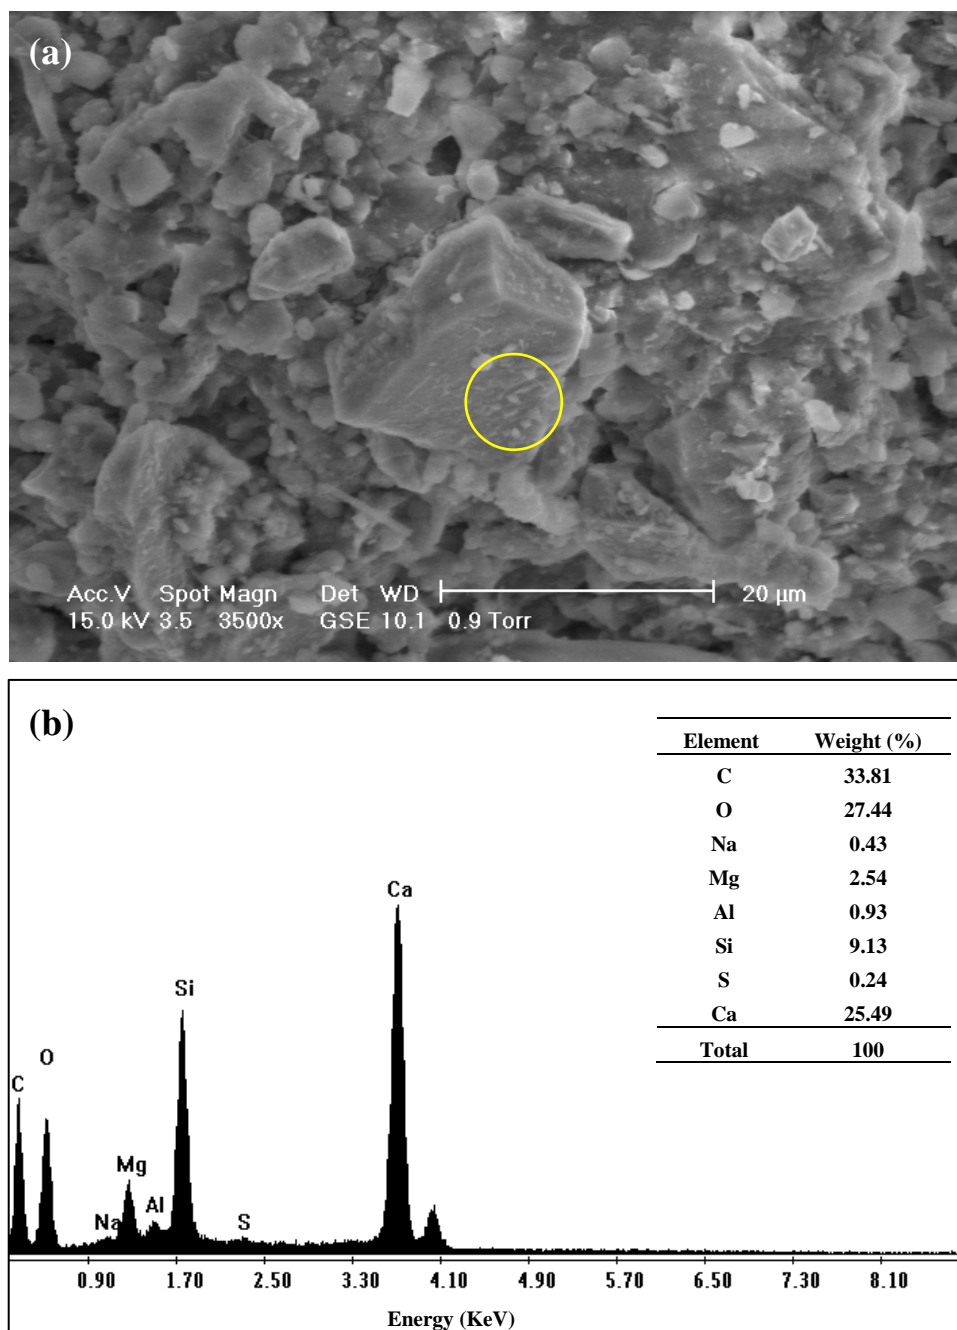 (a)
Acc.V Spot Magn Det WD 20 µm
15.0 kV 3.5 3500x GSE 10.1 0.9 Torr
(b)
Element Weight (%)
C 33.81
O 27.44
Na 0.43
Mg 2.54
Al 0.93
Si 9.13
S 0.24
Ca 25.49
Total 100
Ca
Si
O
C
Mg
Al
Na
S
0.90 1.70 2.50 3.30 4.10 4.90 5.70 6.50 7.30 8.10
Energy (KeV)